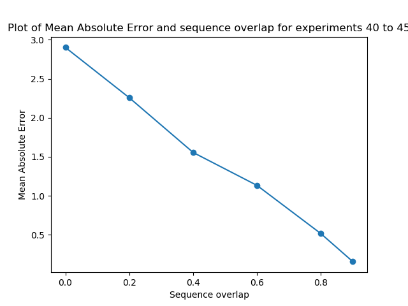 Plot of Mean Absolute Error and sequence overlap for experiments 40 to 45
3.0
2.5
2.0
1.5
1.0
0.5
Mean Absolute Error
0.0 0.2 0.4 0.6 0.8
Sequence overlap